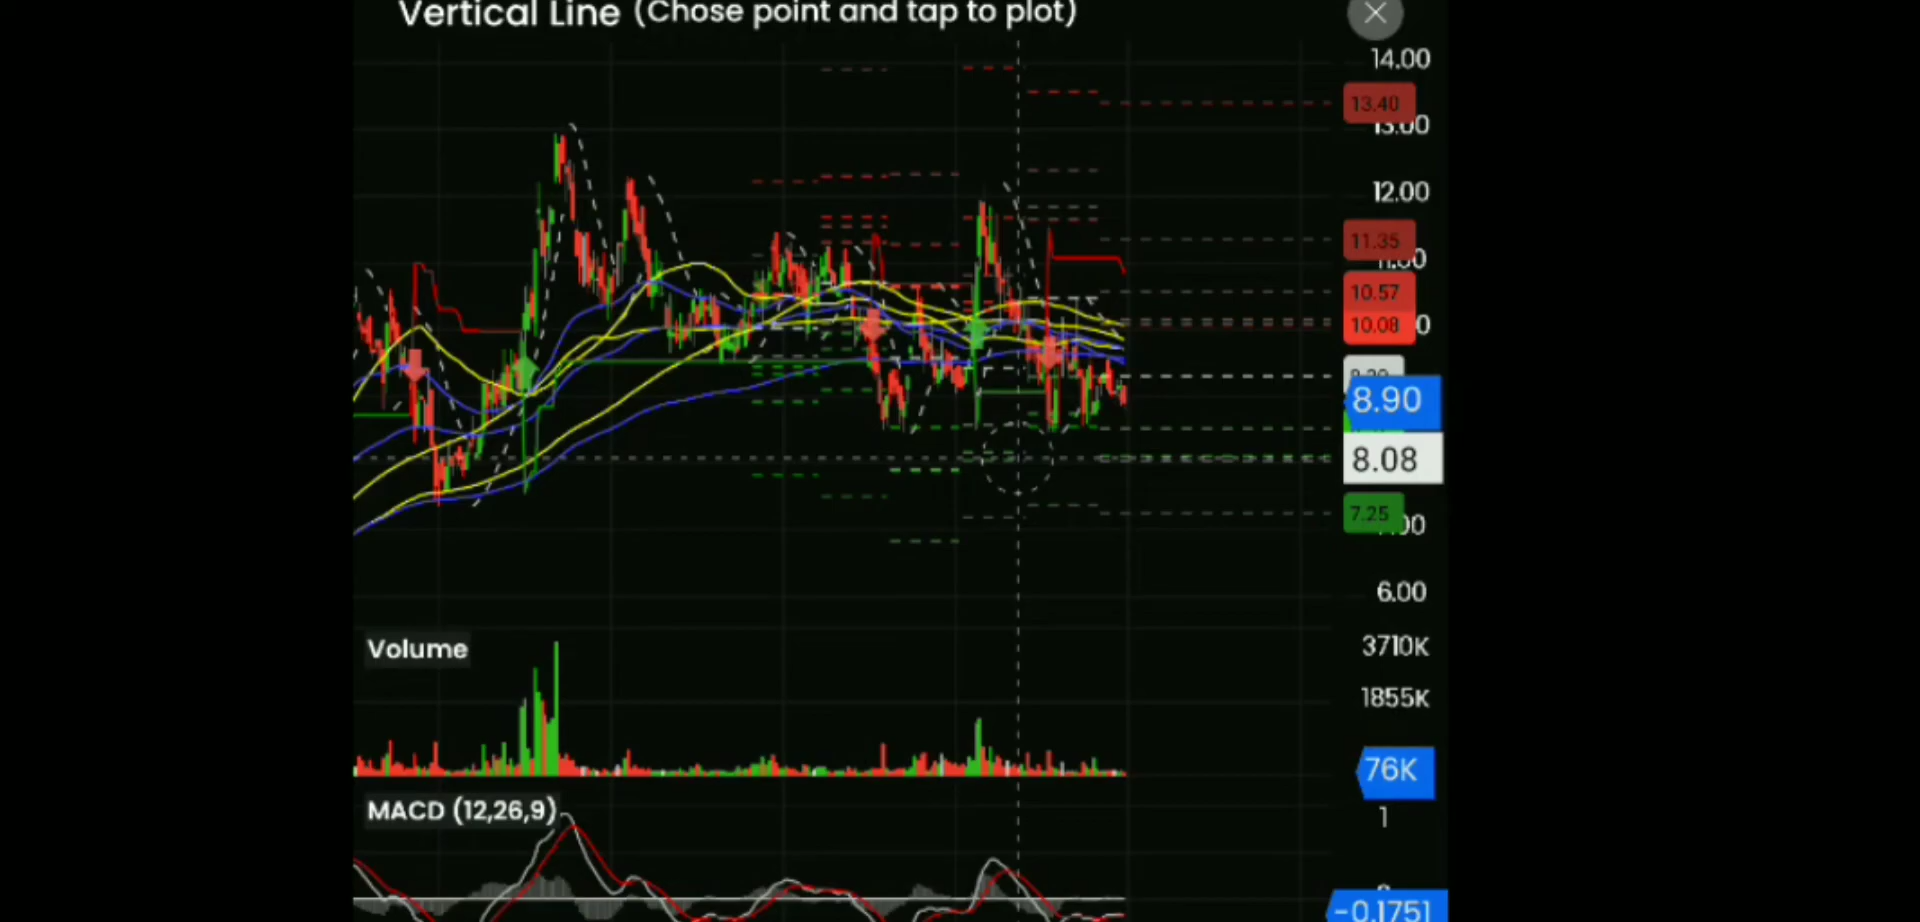 Vertical Line (Chose point and tap to plot)
14.00
13.40
13.00
12.00
11.35
10.57
10.08
8.90
8.08
7.25
6.00
Volume
3710K
1855K
76K
MACD (12,26,9)
1
-0.1751